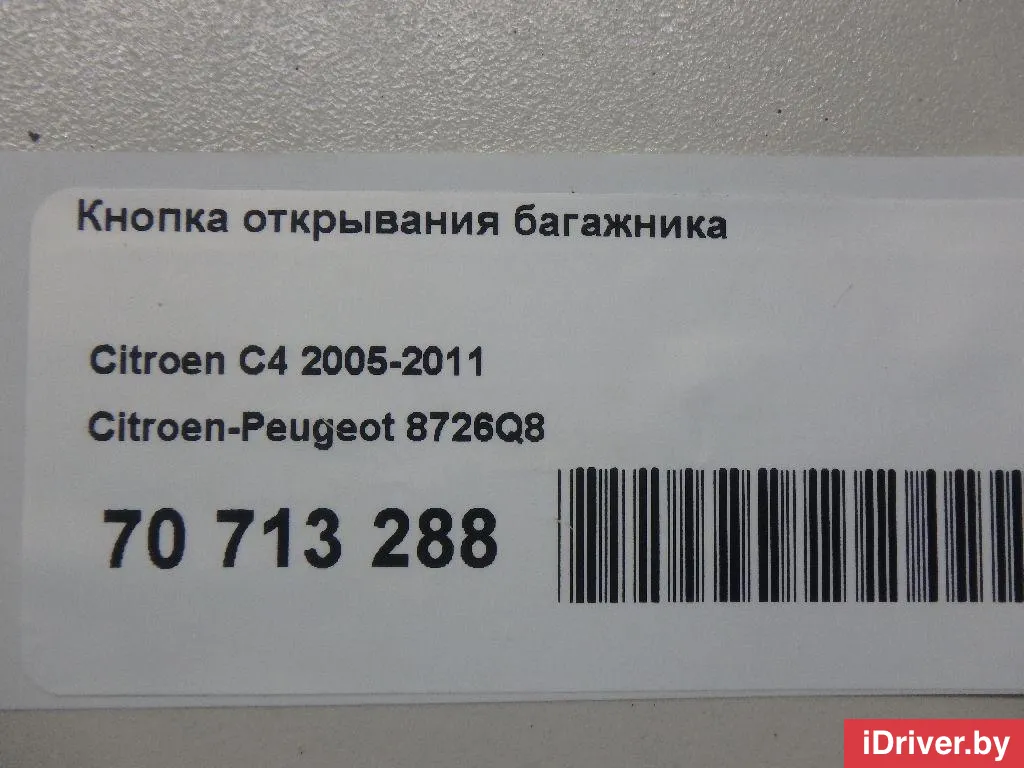 Кнопка открывания багажника
Citroen C4 2005-2011
Citroen-Peugeot 8726Q8
70 713 288
iDriver.by